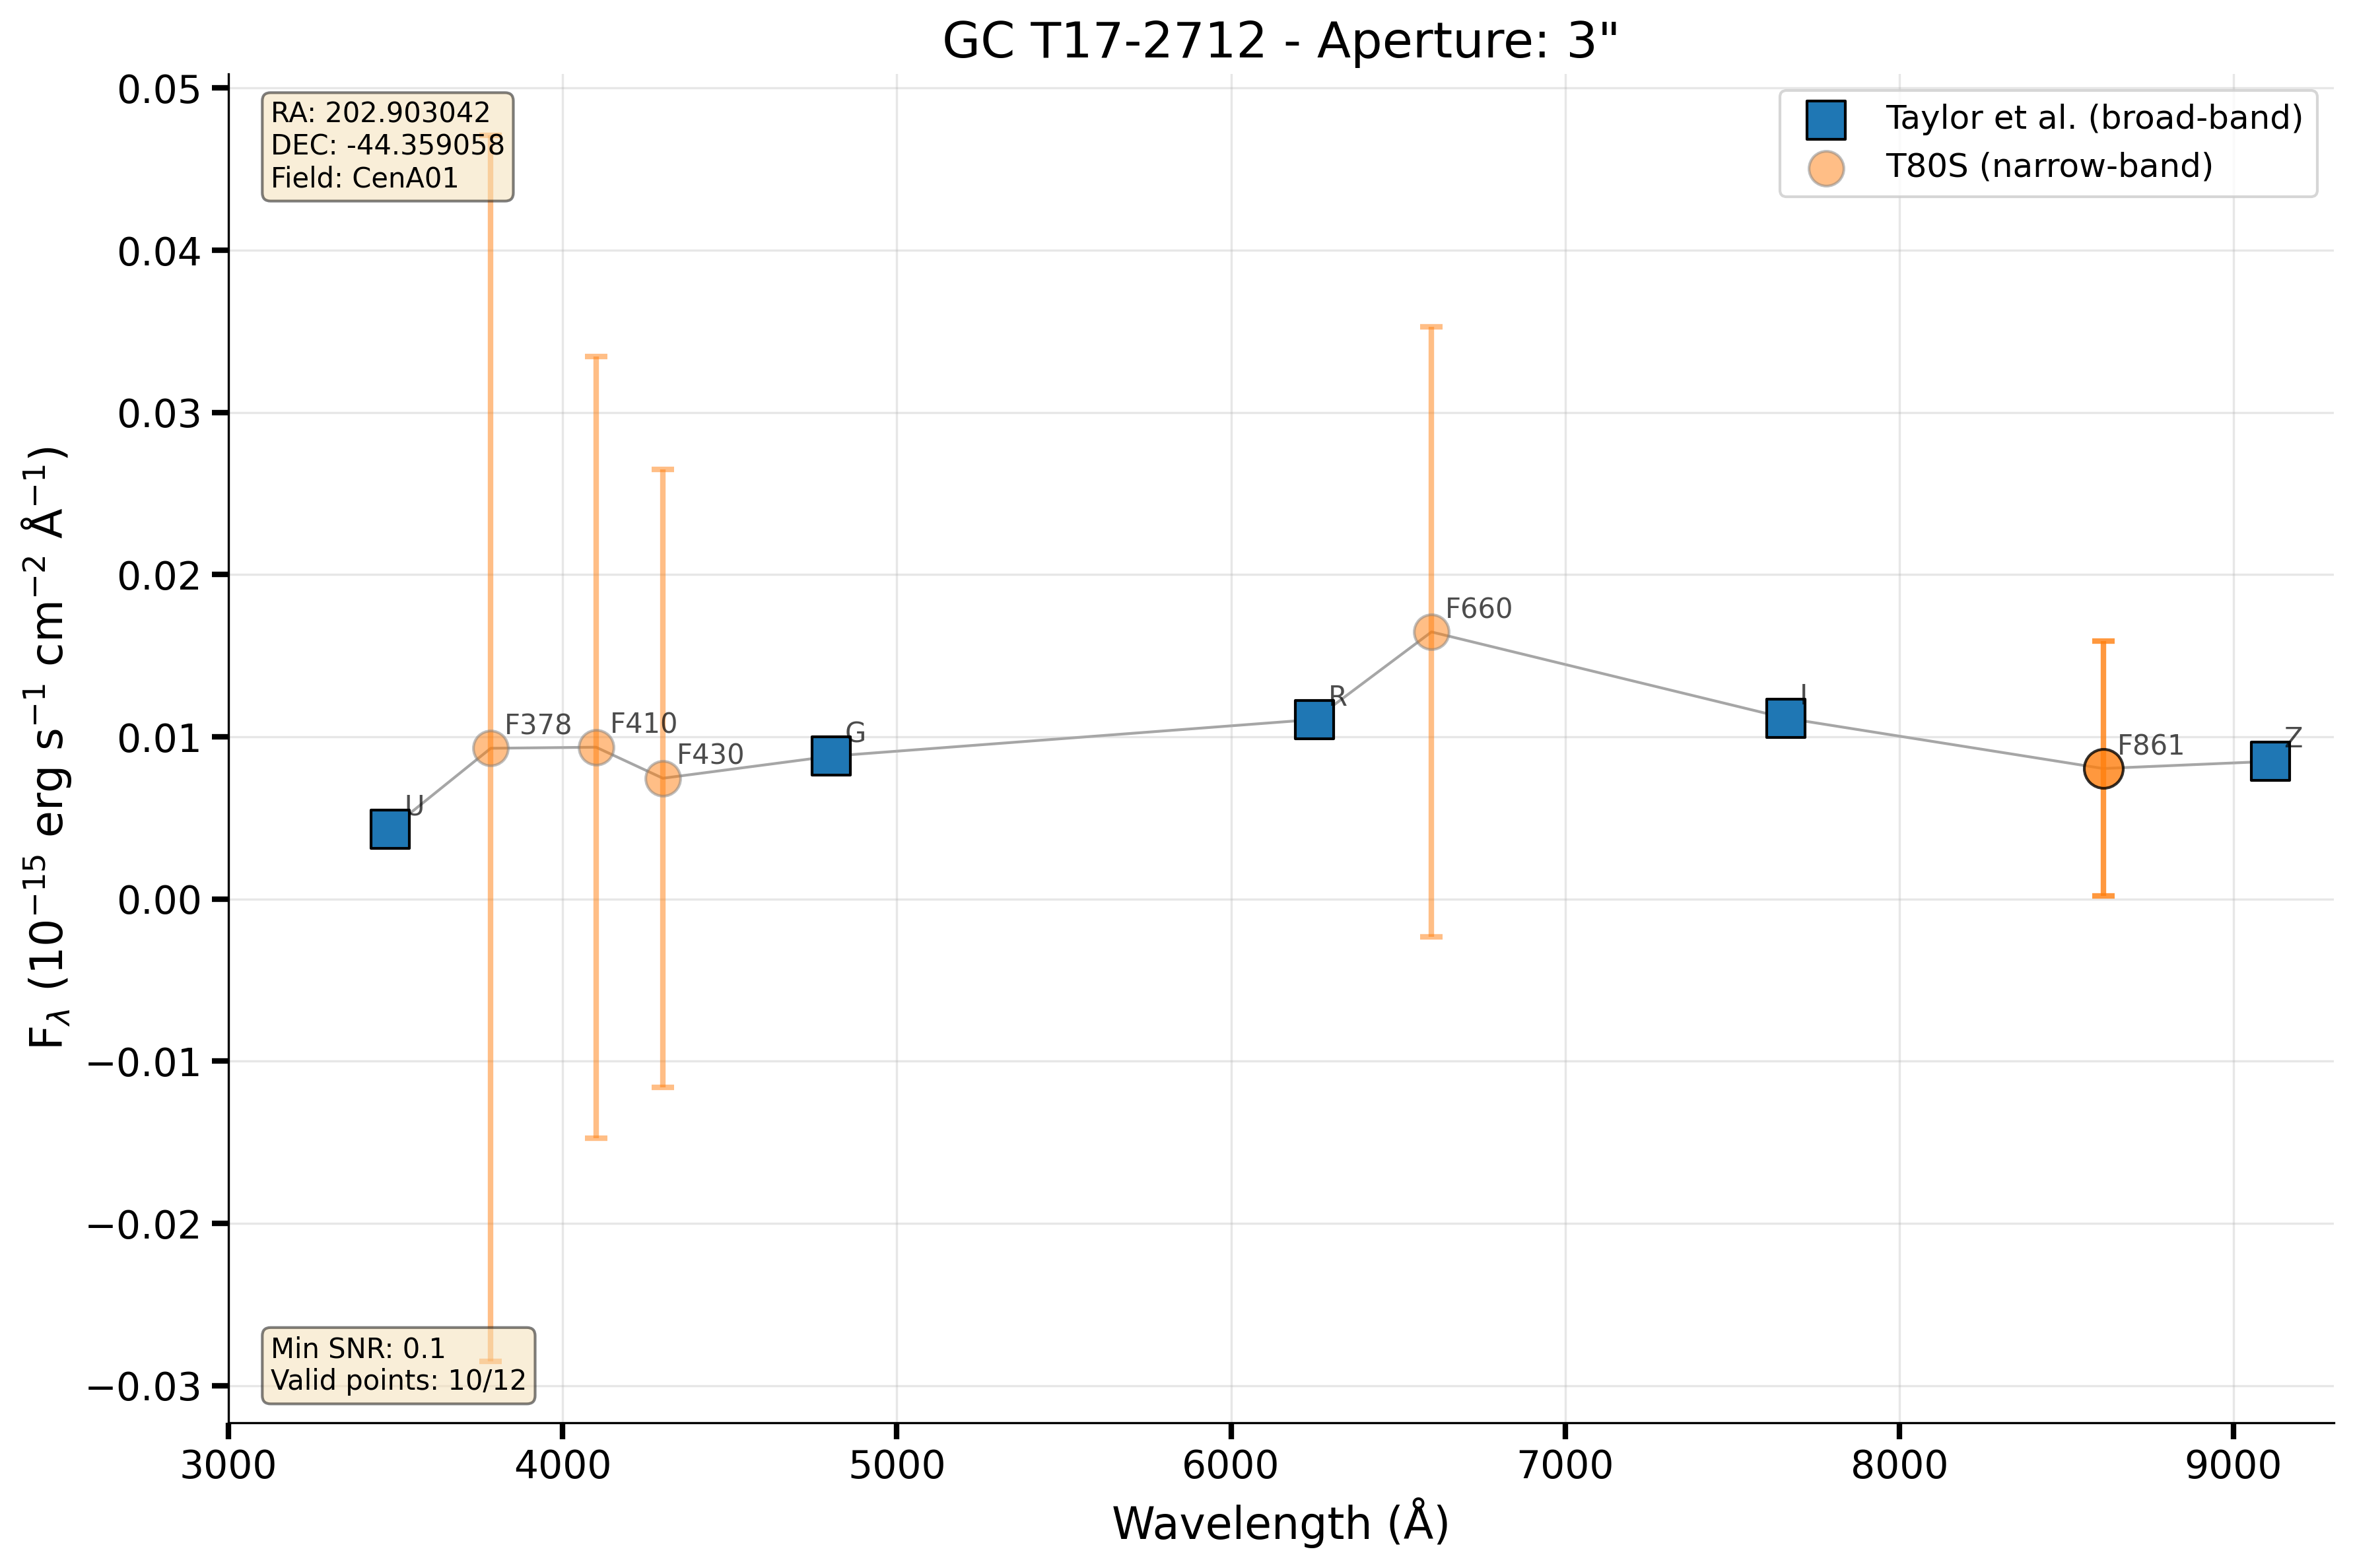 GC T17-2712 - Aperture: 3"
RA: 202.903042
DEC: -44.359058
Field: CenA01
Taylor et al. (broad-band)
T80S (narrow-band)
0.05
0.04
0.03
0.02
0.01
0.00
−0.01
−0.02
−0.03
F_λ (10⁻¹⁵ erg s⁻¹ cm⁻² Å⁻¹)
U
F378
F410
F430
G
R
F660
I
F861
Z
Min SNR: 0.1
Valid points: 10/12
3000 4000 5000 6000 7000 8000 9000
Wavelength (Å)